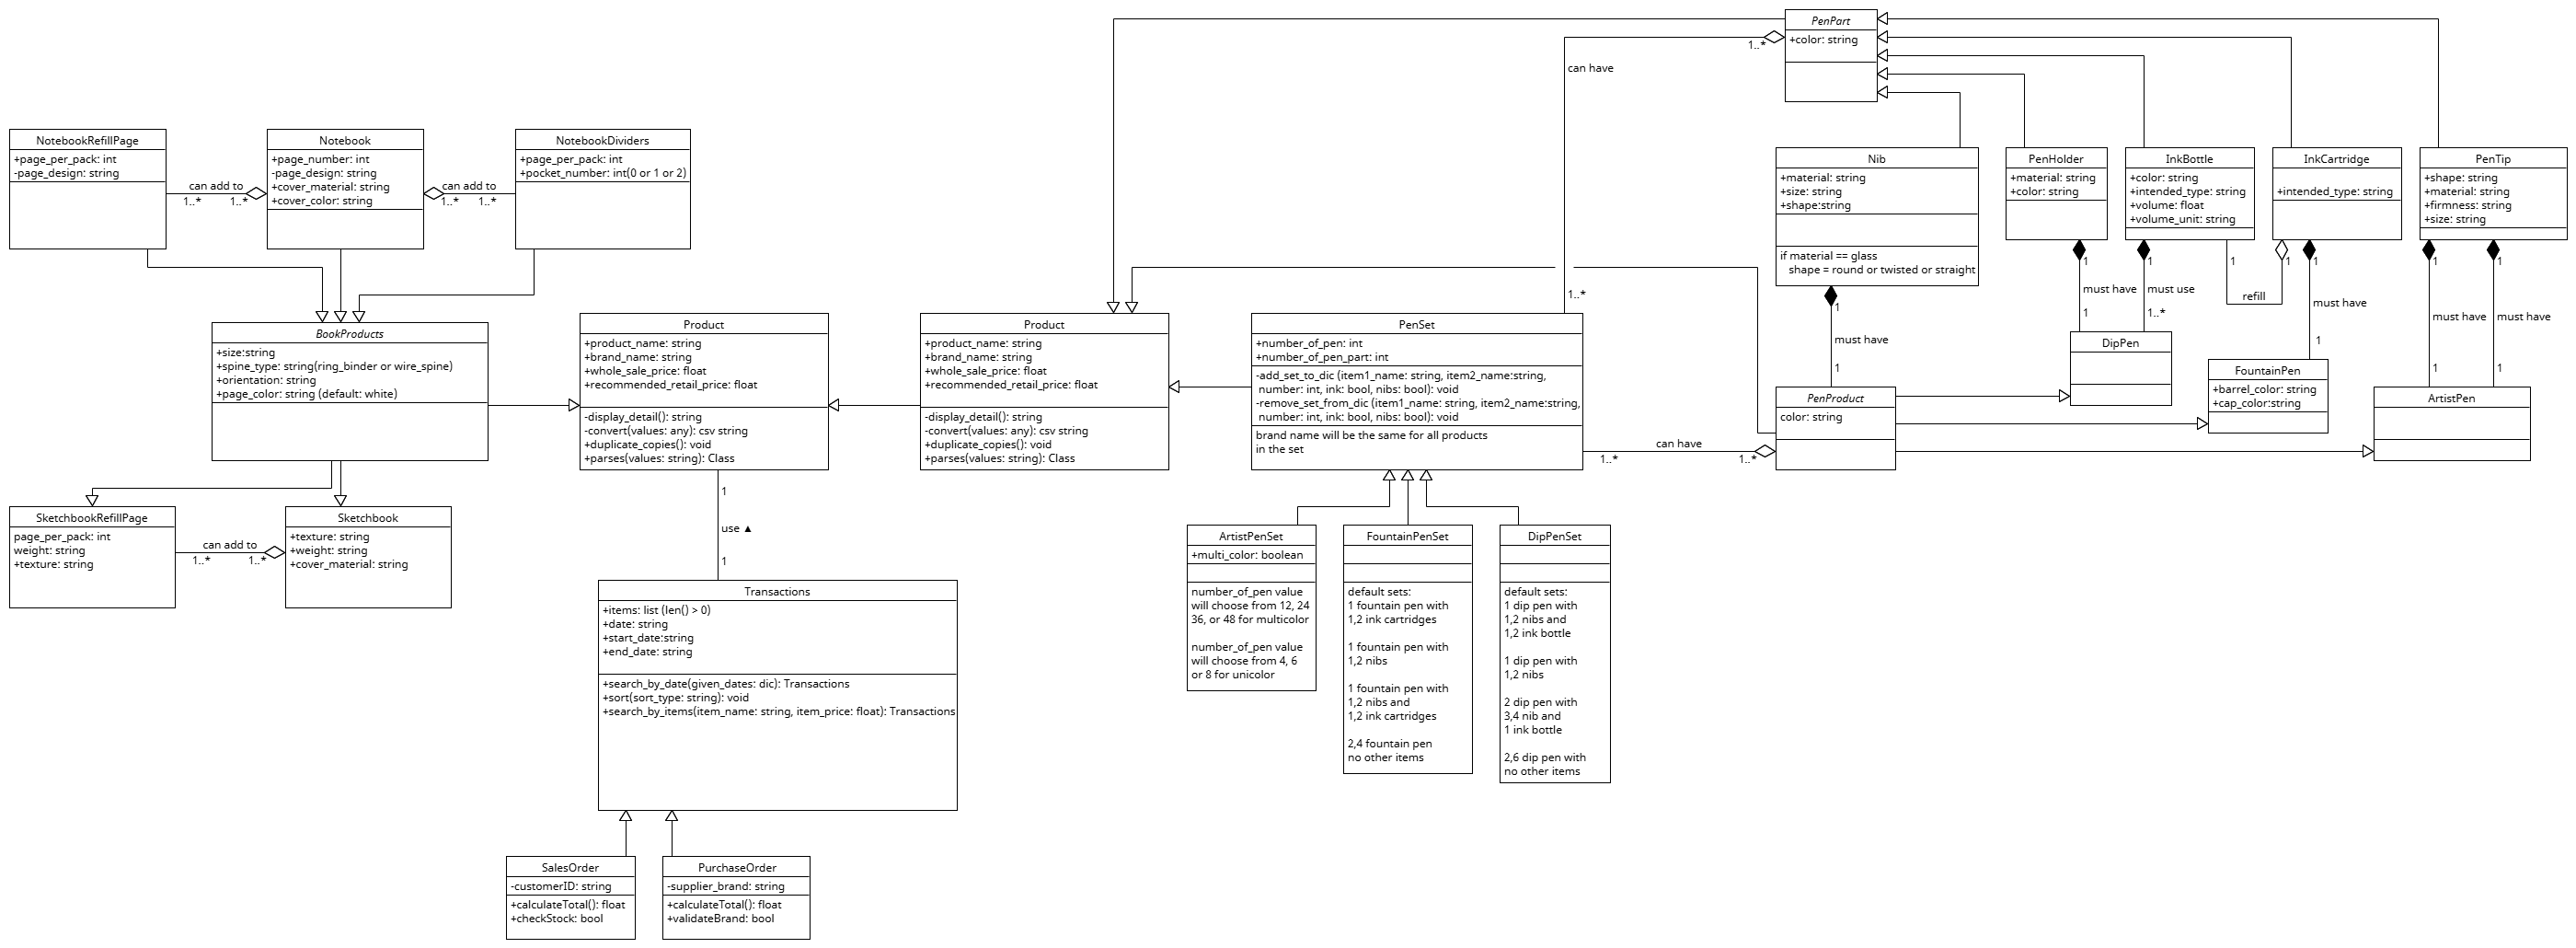 PenPart
+color: string
1..*
can have
NotebookRefillPage
+page_per_pack: int
-page_design: string
can add to
1..*
1..*
Notebook
+page_number: int
-page_design: string
+cover_material: string
+cover_color: string
can add to
1..*
1..*
NotebookDividers
+page_per_pack: int
+pocket_number: int(0 or 1 or 2)
Nib
+material: string
+size: string
+shape:string
if material == glass
shape = round or twisted or straight
PenHolder
+material: string
+color: string
InkBottle
+color: string
+intended_type: string
+volume: float
+volume_unit: string
InkCartridge
+intended_type: string
PenTip
+shape: string
+material: string
+firmness: string
+size: string
1
1
1
1
1
1
1
must have
must use
refill
must have
must have
must have
1
1..*
1
1
1
1..*
1
must have
1
BookProducts
+size:string
+spine_type: string(ring_binder or wire_spine)
+orientation: string
+page_color: string (default: white)
Product
+product_name: string
+brand_name: string
+whole_sale_price: float
+recommended_retail_price: float
-display_detail(): string
-convert(values: any): csv string
+duplicate_copies(): void
+parses(values: string): Class
Product
+product_name: string
+brand_name: string
+whole_sale_price: float
+recommended_retail_price: float
-display_detail(): string
-convert(values: any): csv string
+duplicate_copies(): void
+parses(values: string): Class
PenSet
+number_of_pen: int
+number_of_pen_part: int
-add_set_to_dic (item1_name: string, item2_name:string,
number: int, ink: bool, nibs: bool): void
-remove_set_from_dic (item1_name: string, item2_name:string,
number: int, ink: bool, nibs: bool): void
brand name will be the same for all products
in the set
can have
1..*
1..*
PenProduct
color: string
DipPen
FountainPen
+barrel_color: string
+cap_color:string
ArtistPen
SketchbookRefillPage
page_per_pack: int
weight: string
+texture: string
can add to
1..*
1..*
Sketchbook
+texture: string
+weight: string
+cover_material: string
1
use ▲
1
Transactions
+items: list (len() > 0)
+date: string
+start_date:string
+end_date: string
+search_by_date(given_dates: dic): Transactions
+sort(sort_type: string): void
+search_by_items(item_name: string, item_price: float): Transactions
ArtistPenSet
+multi_color: boolean
number_of_pen value
will choose from 12, 24
36, or 48 for multicolor
number_of_pen value
will choose from 4, 6
or 8 for unicolor
FountainPenSet
default sets:
1 fountain pen with
1,2 ink cartridges
1 fountain pen with
1,2 nibs
1 fountain pen with
1,2 nibs and
1,2 ink cartridges
2,4 fountain pen
no other items
DipPenSet
default sets:
1 dip pen with
1,2 nibs and
1,2 ink bottle
1 dip pen with
1,2 nibs
2 dip pen with
3,4 nib and
1 ink bottle
2,6 dip pen with
no other items
SalesOrder
-customerID: string
+calculateTotal(): float
+checkStock: bool
PurchaseOrder
-supplier_brand: string
+calculateTotal(): float
+validateBrand: bool